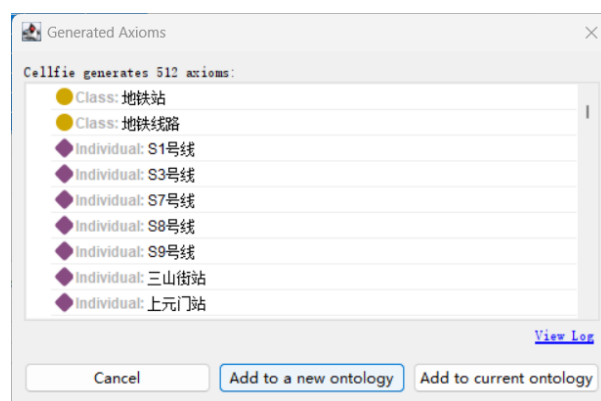 Generated Axioms
Cellfie generates 512 axioms:
Class: 地铁站
Class: 地铁线路
Individual: S1号线
Individual: S3号线
Individual: S7号线
Individual: S8号线
Individual: S9号线
Individual: 三山街站
Individual: 上元门站
View Log
Cancel Add to a new ontology Add to current ontology